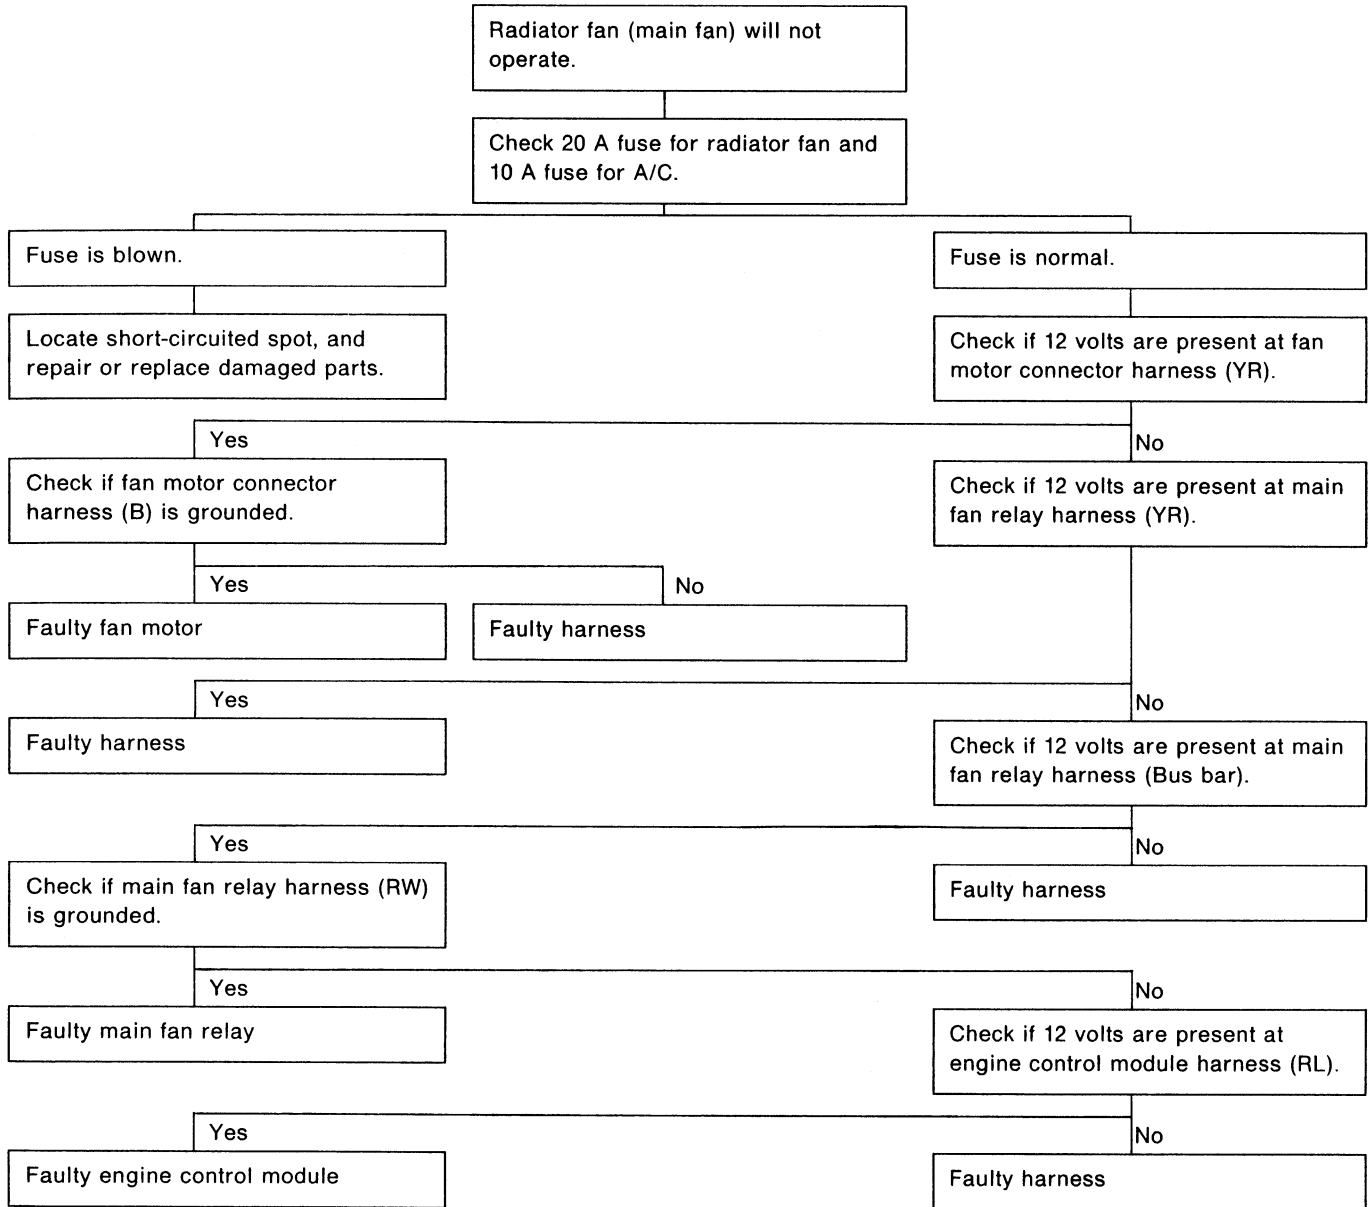 Radiator fan (main fan) will not
operate.
Check 20 A fuse for radiator fan and
10 A fuse for A/C.
Fuse is blown.
Fuse is normal.
Locate short-circuited spot, and
repair or replace damaged parts.
Check if 12 volts are present at fan
motor connector harness (YR).
Yes
No
Check if fan motor connector
harness (B) is grounded.
Check if 12 volts are present at main
fan relay harness (YR).
Yes
No
Faulty fan motor
Faulty harness
Yes
No
Faulty harness
Check if 12 volts are present at main
fan relay harness (Bus bar).
Yes
No
Check if main fan relay harness (RW)
is grounded.
Faulty harness
Yes
No
Faulty main fan relay
Check if 12 volts are present at
engine control module harness (RL).
Yes
No
Faulty engine control module
Faulty harness